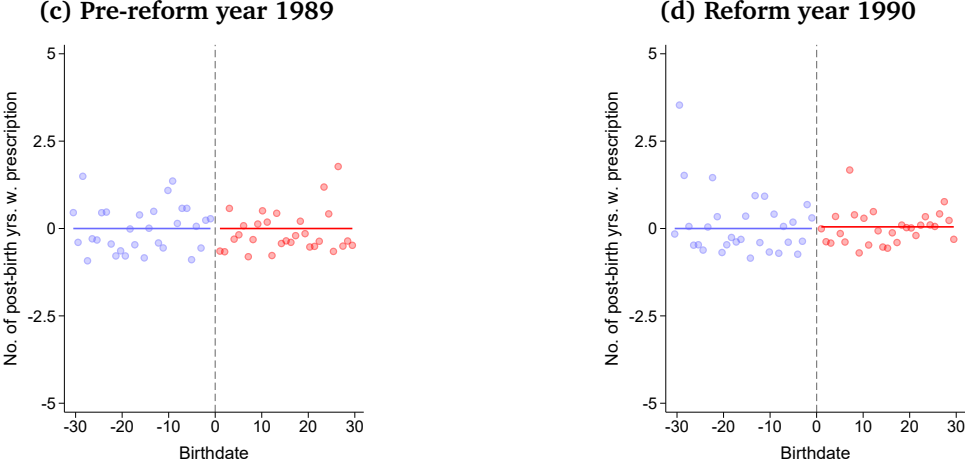 (c) Pre-reform year 1989
No. of post-birth yrs. w. prescription
5
2.5
0
-2.5
-5
-30 -20 -10 0 10 20 30
Birthdate
(d) Reform year 1990
No. of post-birth yrs. w. prescription
5
2.5
0
-2.5
-5
-30 -20 -10 0 10 20 30
Birthdate